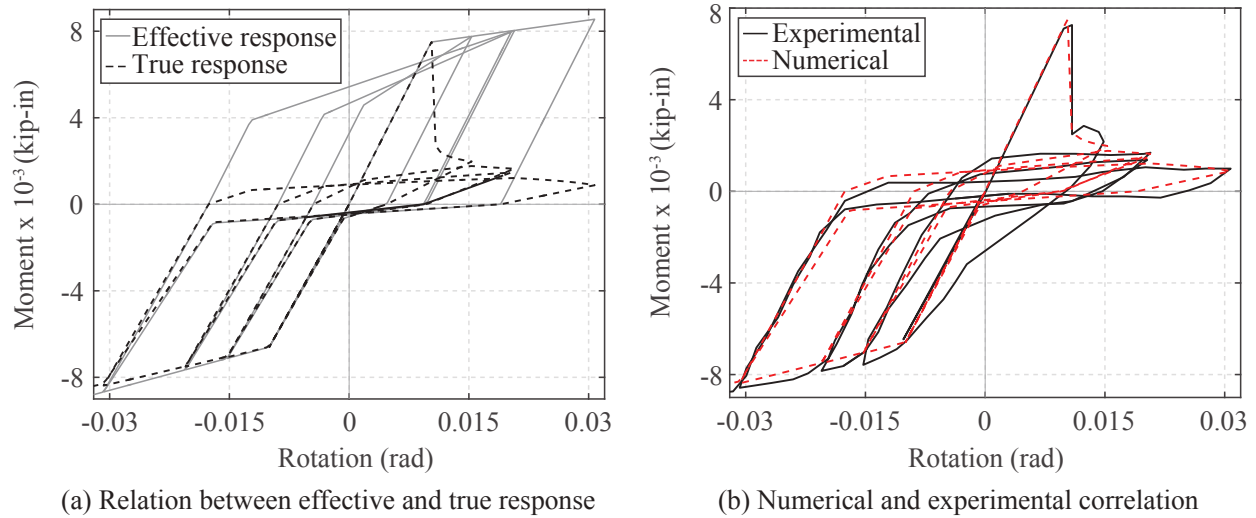 8
4
0
-4
-8
Moment x 10⁻³ (kip-in)
Effective response
True response
-0.03 -0.015 0 0.015 0.03
Rotation (rad)
(a) Relation between effective and true response
8
4
0
-4
-8
Moment x 10⁻³ (kip-in)
Experimental
Numerical
-0.03 -0.015 0 0.015 0.03
Rotation (rad)
(b) Numerical and experimental correlation